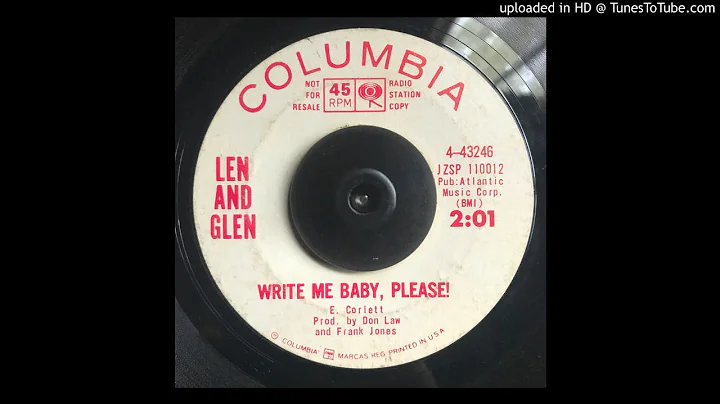 uploaded in HD @ TunesToTube.com
COLUMBIA
NOT
FOR
RESALE
45
RPM
RADIO
STATION
COPY
LEN
AND
GLEN
4-43246
JZSP 110012
Pub:Atlantic
Music Corp.
(BMI)
2:01
WRITE ME BABY, PLEASE!
E. Corlett
Prod. by Don Law
and Frank Jones
© COLUMBIA MARCAS REG. PRINTED IN U.S.A.